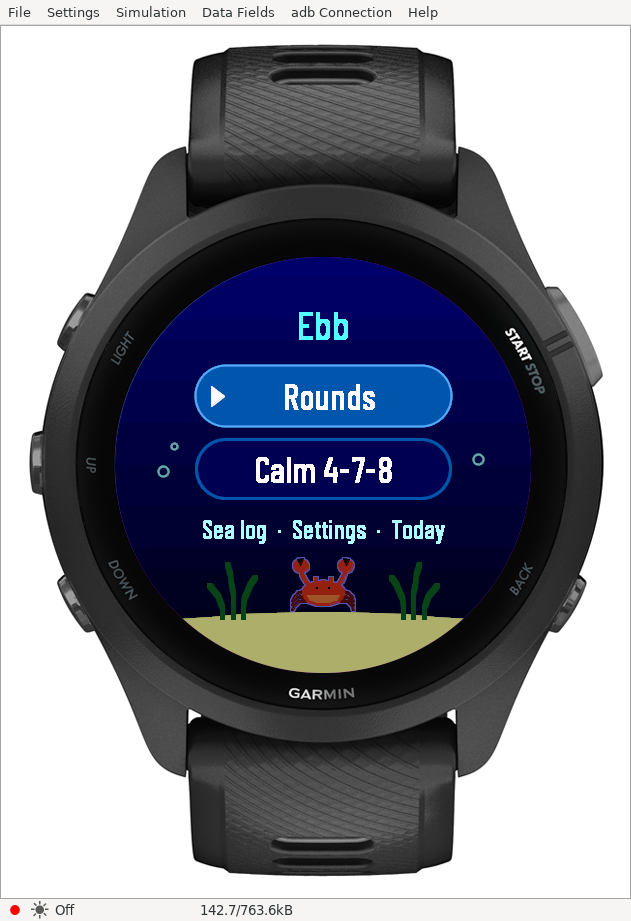 File Settings Simulation Data Fields adb Connection Help
Ebb
START STOP
LIGHT
Rounds
UP
Calm 4-7-8
Sea log · Settings · Today
DOWN
BACK
GARMIN
Off 142.7/763.6kB